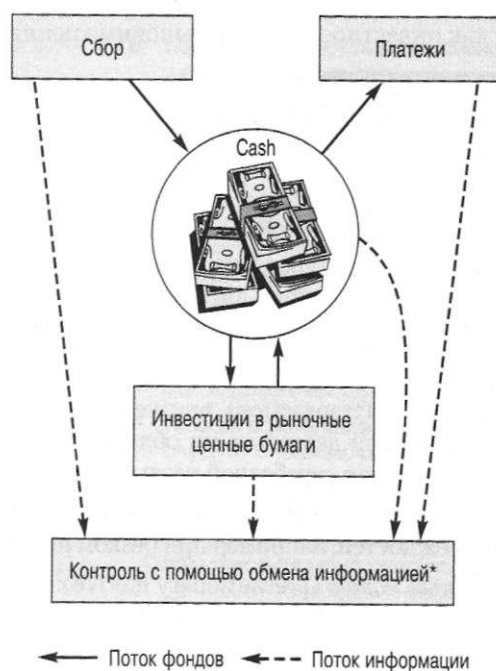 Сбор
Платежи
Cash
Инвестиции в рыночные
ценные бумаги
Контроль с помощью обмена информацией*
Поток фондов
Поток информации